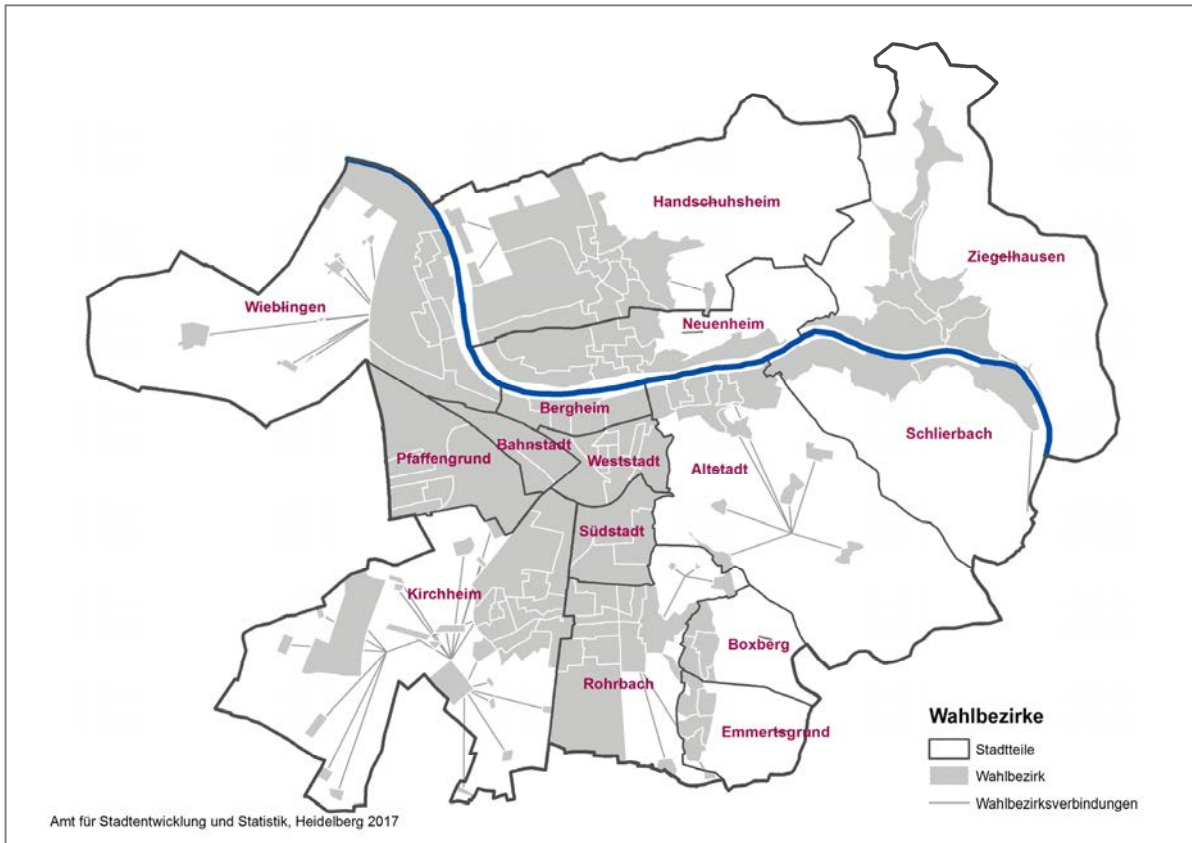 Handschuhsheim
Ziegelhausen
Wieblingen
Neuenheim
Bergheim
Schlierbach
Bahnstadt
Pfaffengrund
Weststadt
Altstadt
Südstadt
Kirchheim
Boxberg
Rohrbach
Emmertsgrund
Wahlbezirke
Stadtteile
Wahlbezirk
Wahlbezirksverbindungen
Amt für Stadtentwicklung und Statistik, Heidelberg 2017